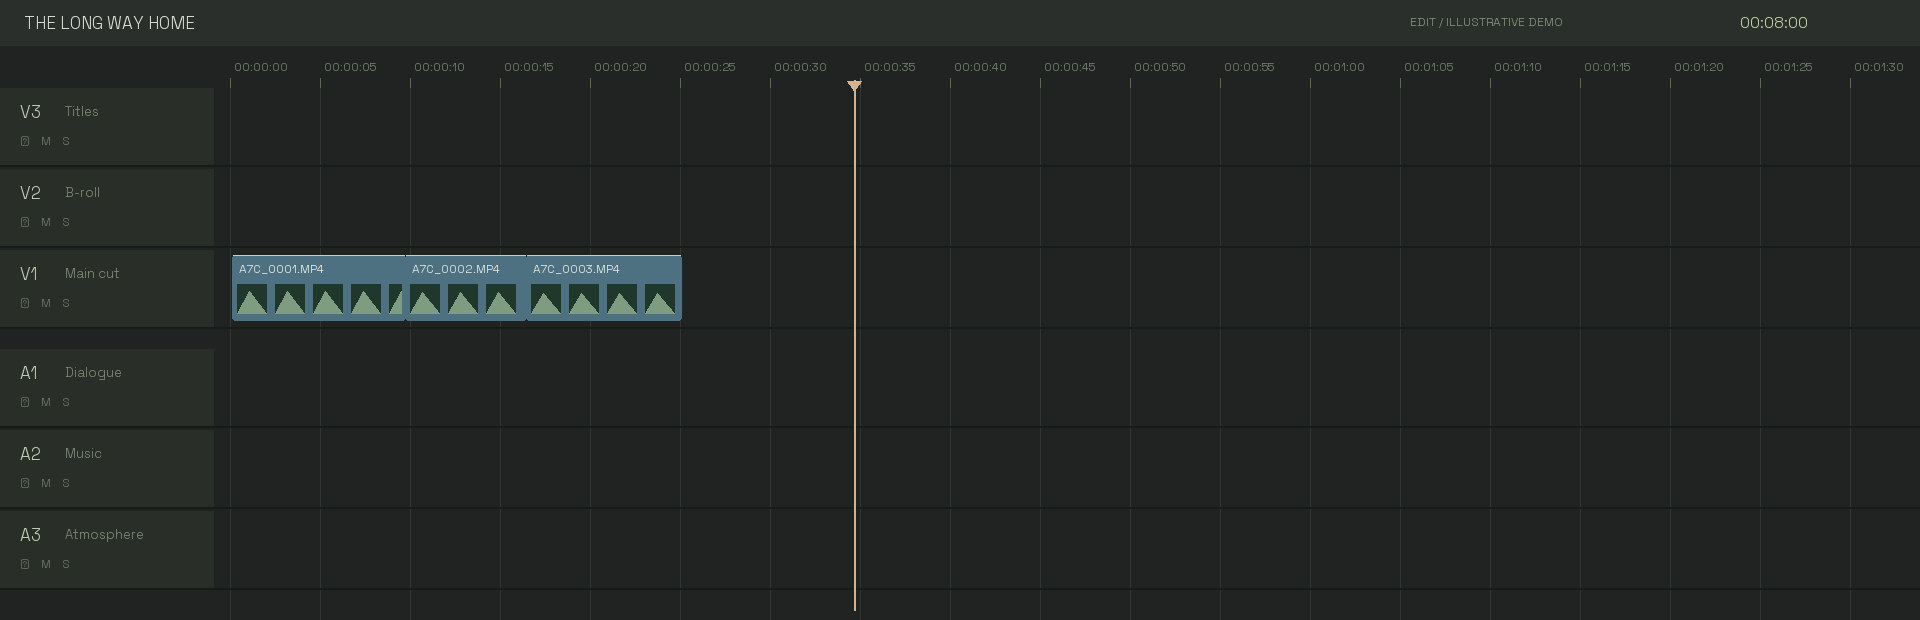 THE LONG WAY HOME
EDIT / ILLUSTRATIVE DEMO
00:08:00
00:00:00 00:00:05 00:00:10 00:00:15 00:00:20 00:00:25 00:00:30 00:00:35 00:00:40 00:00:45 00:00:50 00:00:55 00:01:00 00:01:05 00:01:10 00:01:15 00:01:20 00:01:25 00:01:30
V3 Titles
M S
V2 B-roll
M S
V1 Main cut
M S
A7C_0001.MP4 A7C_0002.MP4 A7C_0003.MP4
A1 Dialogue
M S
A2 Music
M S
A3 Atmosphere
M S